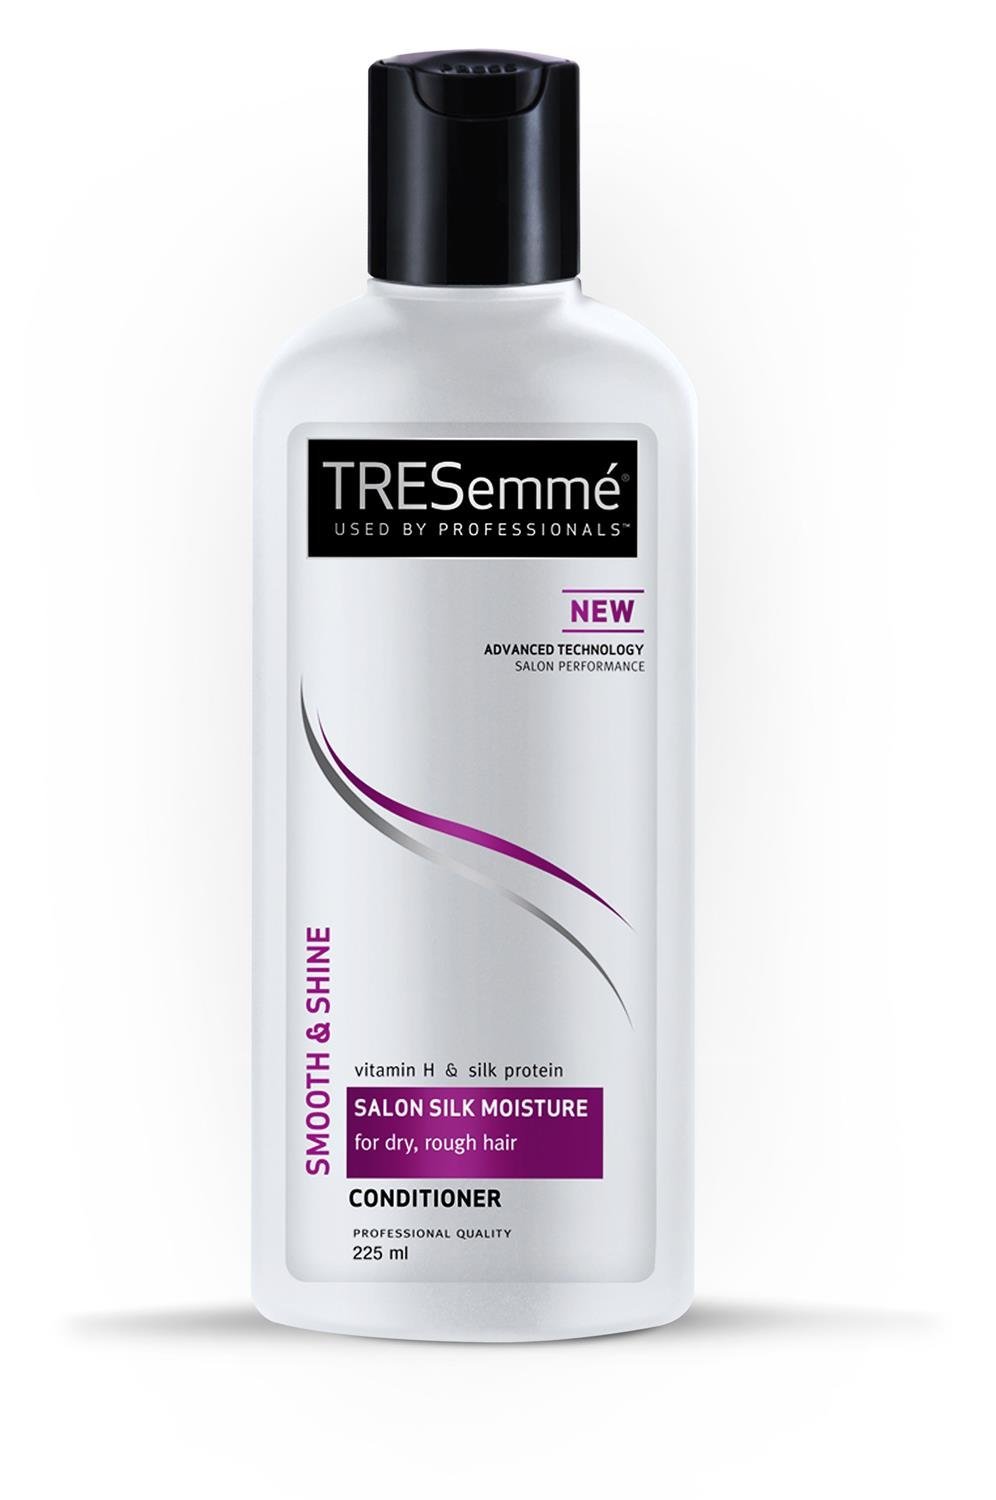 PRESS
TRESemmé®
USED BY PROFESSIONALS™
NEW
ADVANCED TECHNOLOGY
SALON PERFORMANCE
SMOOTH & SHINE
vitamin H & silk protein
SALON SILK MOISTURE
for dry, rough hair
CONDITIONER
PROFESSIONAL QUALITY
225 ml